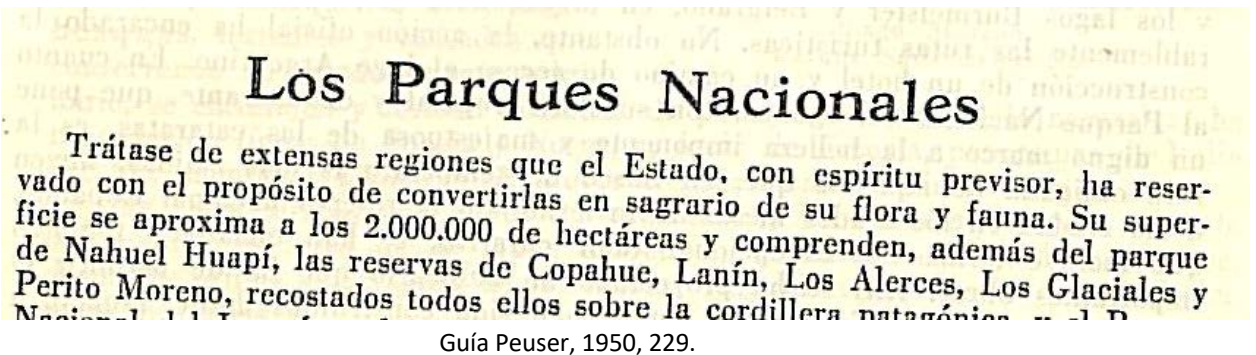 Los Parques Nacionales
Trátase de extensas regiones que el Estado, con espíritu previsor, ha reser-
vado con el propósito de convertirlas en sagrario de su flora y fauna. Su super-
ficie se aproxima a los 2.000.000 de hectáreas y comprenden, además del parque
de Nahuel Huapí, las reservas de Copahue, Lanín, Los Alerces, Los Glaciales y
Perito Moreno, recostados todos ellos sobre la cordillera patagónica, y el
Nacional del
Guía Peuser, 1950, 229.